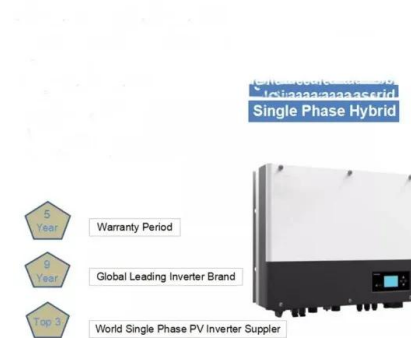 Single Phase Hybrid
5
Year
Warranty Period
9
Year
Global Leading Inverter Brand
Top 3
World Single Phase PV Inverter Suppler